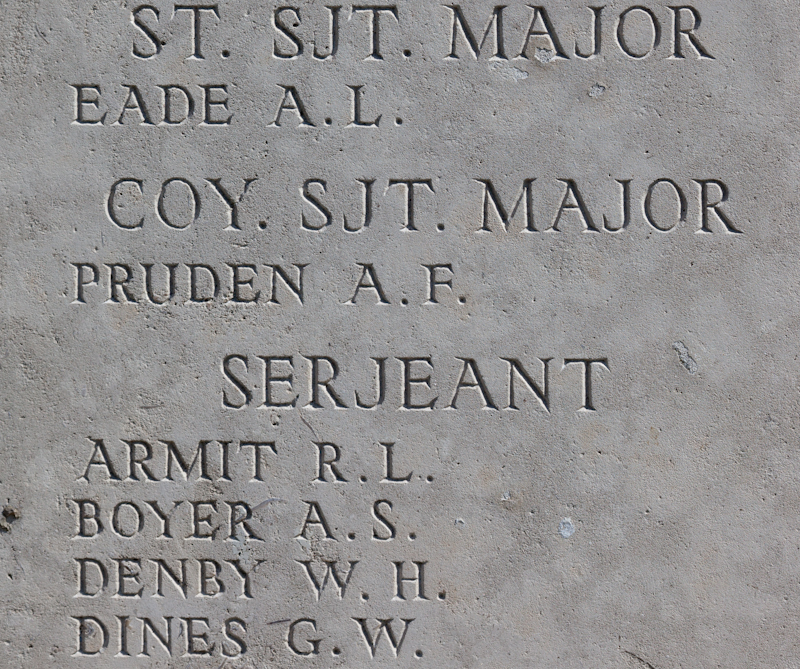 ST. SJT. MAJOR
EADE A.L.
COY. SJT. MAJOR
PRUDEN A.F.
SERJEANT
ARMIT R.L.
BOYER A.S.
DENBY W.H.
DINES G.W.